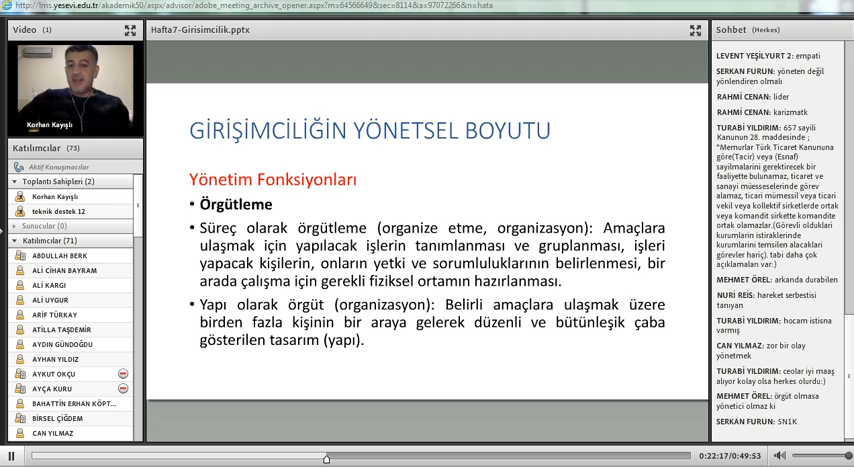 http://lms.yesevi.edu.tr/akademik50/aspx/advisor/adobe_meeting_archive_opener.aspx?m=64566649&sec=8114&a=97072266&n=hata
Video (1)
Korhan Kayışlı
Katılımcılar (73)
Aktif Konuşmacılar
Toplantı Sahipleri (2)
Korhan Kayışlı
teknik destek 12
Sunucular (0)
Katılımcılar (71)
ABDULLAH BERK
ALİ CİHAN BAYRAM
ALİ KARGI
ALİ UYGUR
ARİF TÜRKAY
ATİLLA TAŞDEMİR
AYDIN GÜNDOĞDU
AYHAN YILDIZ
AYKUT OKÇU
AYÇA KURU
BAHATTİN ERHAN KÖPT...
BİRSEL ÇİĞDEM
CAN YILMAZ
Hafta7-Girisimcilik.pptx
GİRİŞİMCİLİĞİN YÖNETSEL BOYUTU
Yönetim Fonksiyonları
• Örgütleme
• Süreç olarak örgütleme (organize etme, organizasyon): Amaçlara
ulaşmak için yapılacak işlerin tanımlanması ve gruplanması, işleri
yapacak kişilerin, onların yetki ve sorumluluklarının belirlenmesi, bir
arada çalışma için gerekli fiziksel ortamın hazırlanması.
• Yapı olarak örgüt (organizasyon): Belirli amaçlara ulaşmak üzere
birden fazla kişinin bir araya gelerek düzenli ve bütünleşik çaba
gösterilen tasarım (yapı).
Sohbet (Herkes)
LEVENT YEŞİLYURT 2: empati
SERKAN FURUN: yöneten değil
yönlendiren olmalı
RAHMİ CENAN: lider
RAHMİ CENAN: karizmatk
TURABİ YILDIRIM: 657 sayili
Kanunun 28. maddesinde ;
"Memurlar Türk Ticaret Kanununa
göre(Tacir) veya (Esnaf)
sayilmalarini gerektirecek bir
faaliyette bulunamaz, ticaret ve
sanayi müesseselerinde görev
alamaz, ticari mümessil veya ticari
vekil veya kollektif sirketlerde ortak
veya komandit sirkette komandite
ortak olamazlar.(Görevli olduklari
kurumlarin istiraklerinde
kurumlarini temsilen alacaklari
görevler hariç). tabi daha çok
açıklamaları var:)
MEHMET ÖREL: arkanda durabilen
NURİ REİS: hareket serbestisi
tanıyan
TURABİ YILDIRIM: hocam istisna
varmış
CAN YILMAZ: zor bir olay
yönetmek
TURABİ YILDIRIM: ceolar iyi maaş
alıyor kolay olsa herkes olurdu:)
MEHMET ÖREL: örgüt olmasa
yönetici olmaz ki
SERKAN FURUN: 5N1K
0:22:17/0:49:53